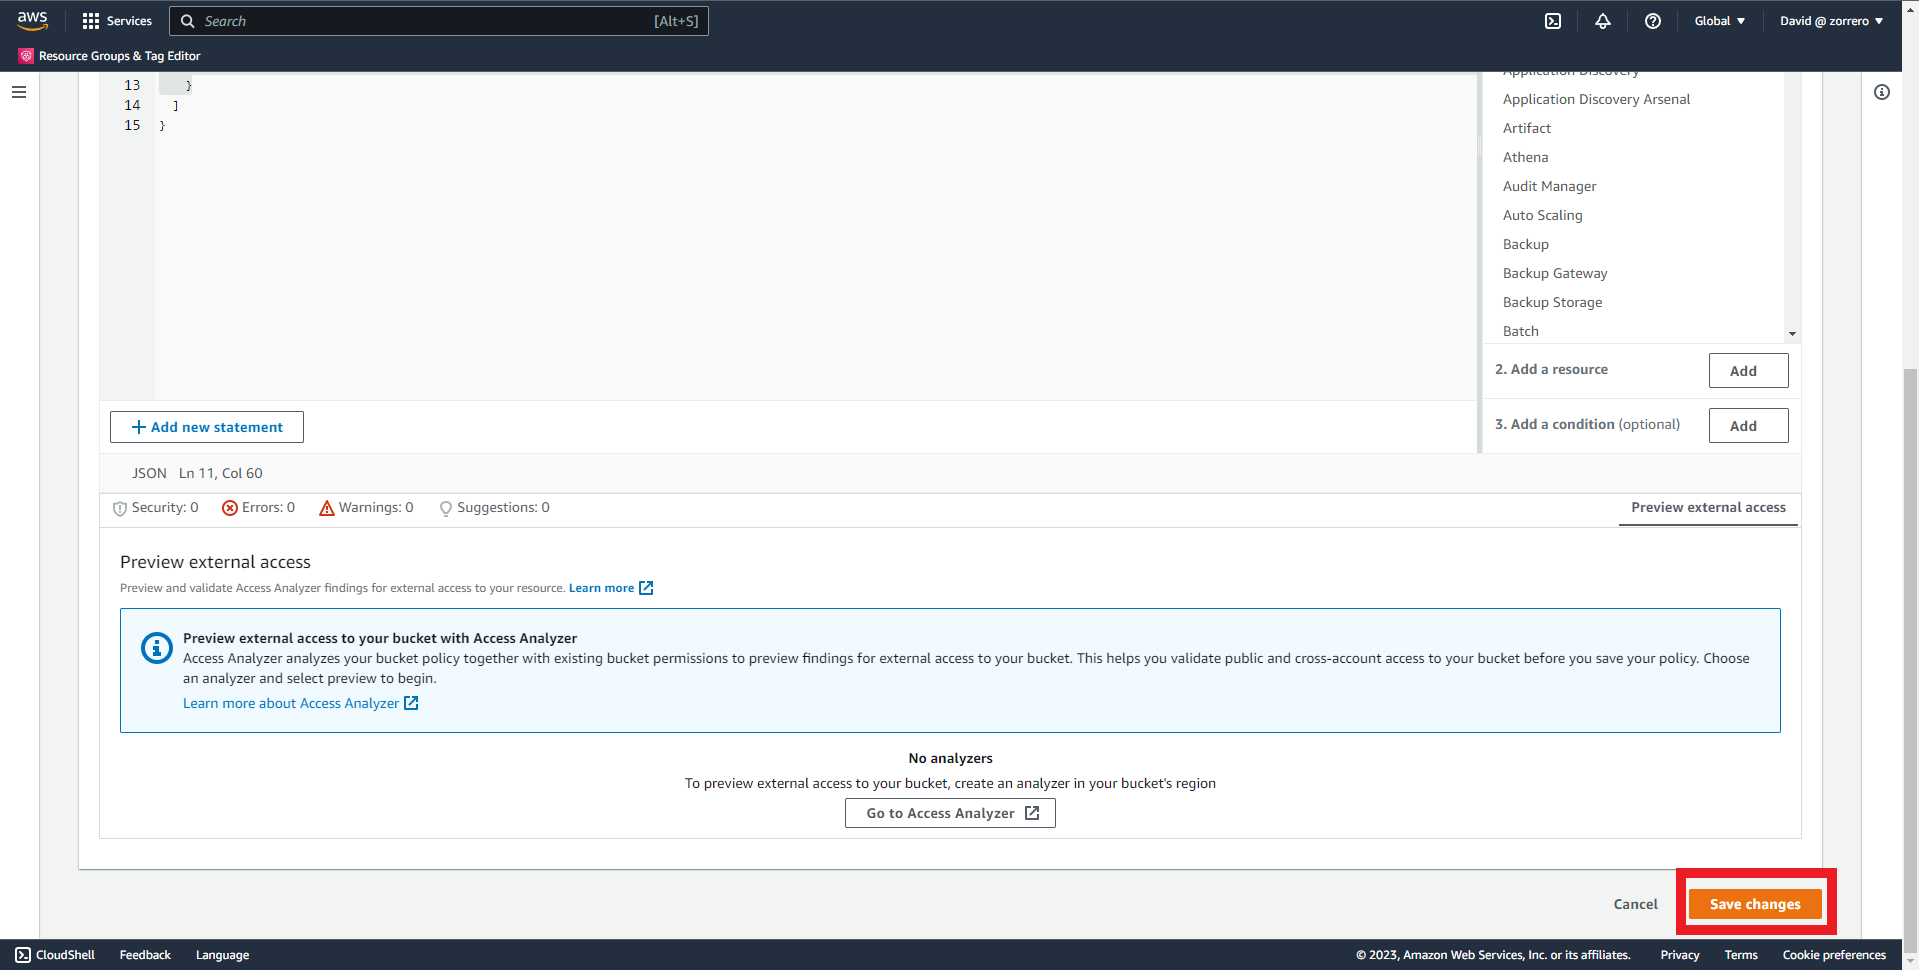 aws
Services
Search
[Alt+S]
Global
David @ zorrero
Resource Groups & Tag Editor
13 }
14 ]
15 }
Application Discovery
Application Discovery Arsenal
Artifact
Athena
Audit Manager
Auto Scaling
Backup
Backup Gateway
Backup Storage
Batch
2. Add a resource
Add
3. Add a condition (optional)
Add
+ Add new statement
JSON Ln 11, Col 60
Security: 0 Errors: 0 Warnings: 0 Suggestions: 0
Preview external access
Preview external access
Preview and validate Access Analyzer findings for external access to your resource. Learn more
Preview external access to your bucket with Access Analyzer
Access Analyzer analyzes your bucket policy together with existing bucket permissions to preview findings for external access to your bucket. This helps you validate public and cross-account access to your bucket before you save your policy. Choose
an analyzer and select preview to begin.
Learn more about Access Analyzer
No analyzers
To preview external access to your bucket, create an analyzer in your bucket's region
Go to Access Analyzer
Cancel
Save changes
CloudShell
Feedback
Language
© 2023, Amazon Web Services, Inc. or its affiliates.
Privacy
Terms
Cookie preferences